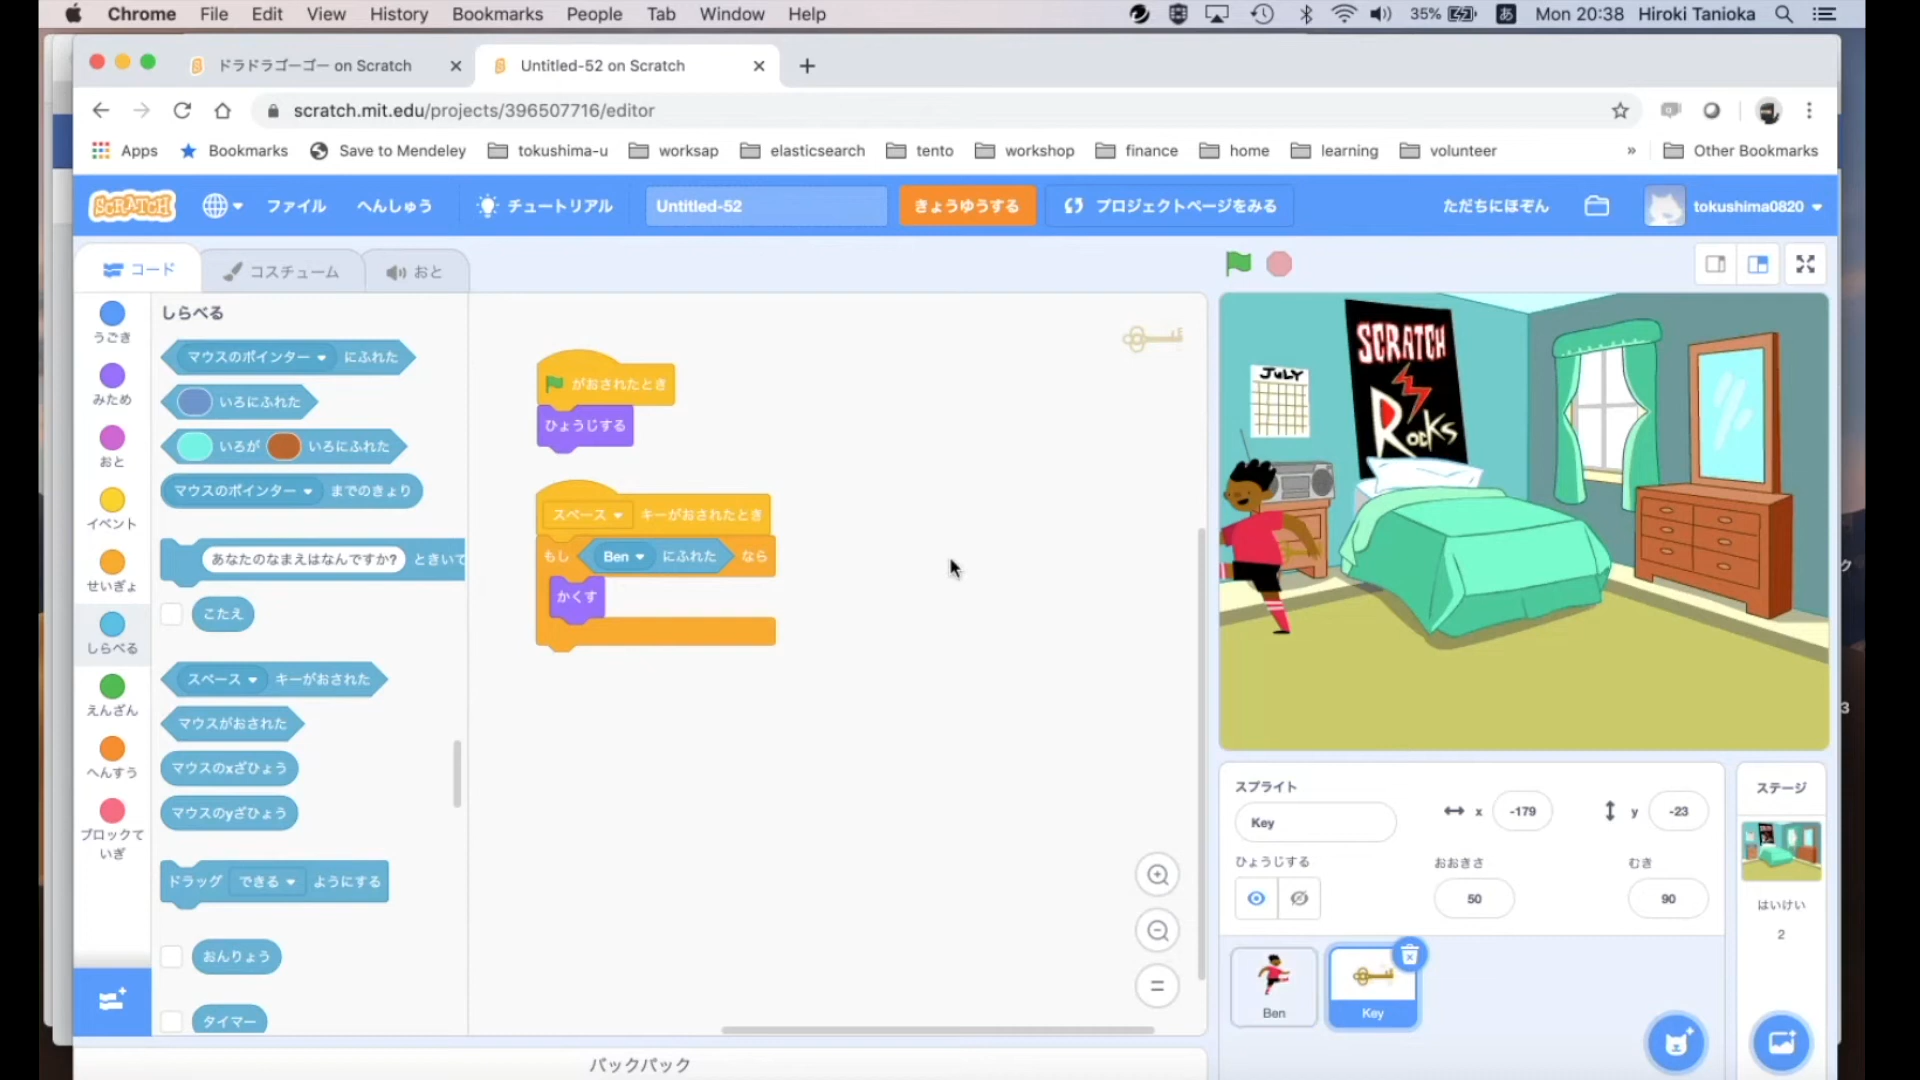 Chrome File Edit View History Bookmarks People Tab Window Help 35% あ Mon 20:38 Hiroki Tanioka
ドラドラゴーゴー on Scratch Untitled-52 on Scratch
scratch.mit.edu/projects/396507716/editor
Apps Bookmarks Save to Mendeley tokushima-u worksap elasticsearch tento workshop finance home learning volunteer » Other Bookmarks
SCRATCH ファイル へんしゅう チュートリアル Untitled-52 きょうゆうする プロジェクトページをみる ただちにほぞん tokushima0820
コード コスチューム おと
うごき
みため
おと
イベント
せいぎょ
しらべる
えんざん
へんすう
ブロックて
いぎ
しらべる
マウスのポインター にふれた
いろにふれた
いろが いろにふれた
マウスのポインター までのきょり
あなたのなまえはなんですか? ときいて
こたえ
スペース キーがおされた
マウスがおされた
マウスのxざひょう
マウスのyざひょう
ドラッグ できる ようにする
おんりょう
タイマー
がおされたとき
ひょうじする
スペース キーがおされたとき
もし Ben にふれた なら
かくす
JULY
SCRATCH
Rocks
スプライト
Key x -179 y -23
ひょうじする おおきさ むき
50 90
Ben
Key
ステージ
はいけい
2
バックパック